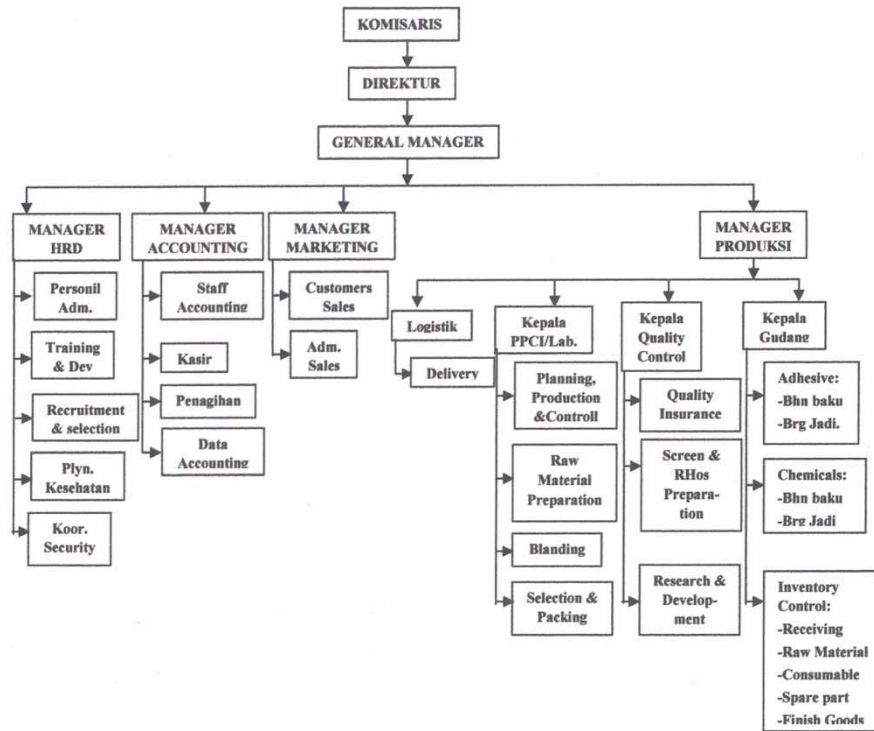 KOMISARIS
DIREKTUR
GENERAL MANAGER
MANAGER
HRD
MANAGER
ACCOUNTING
MANAGER
MARKETING
MANAGER
PRODUKSI
Personil
Adm.
Training
& Dev
Recruitment
& selection
Plyn.
Kesehatan
Koor.
Security
Staff
Accounting
Kasir
Penagihan
Data
Accounting
Customers
Sales
Adm.
Sales
Logistik
Delivery
Kepala
PPCI/Lab.
Planning,
Production
&Controll
Raw
Material
Preparation
Blanding
Selection &
Packing
Kepala
Quality
Control
Quality
Insurance
Screen &
RHos
Prepara-
tion
Research &
Develop-
ment
Kepala
Gudang
Adhesive:
-Bhn baku
-Brg Jadi.
Chemicals:
-Bhn baku
-Brg Jadi
Inventory
Control:
-Receiving
-Raw Material
-Consumable
-Spare part
-Finish Goods